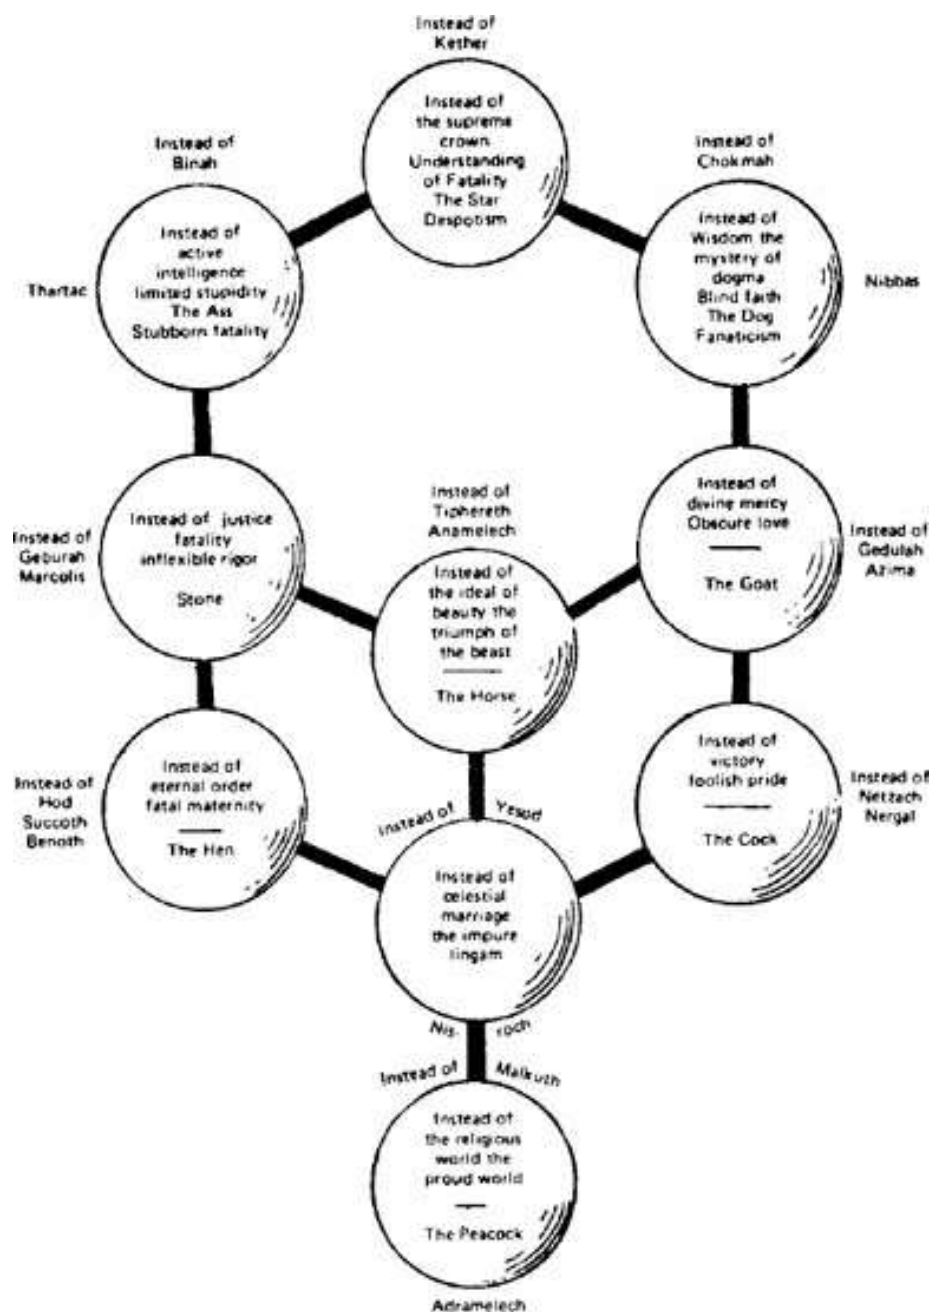 Instead of
Kether
Instead of
the supreme
crown
Understanding
of Fatality
The Star
Despotism
Instead of
Binah
Thartac
Instead of
active
intelligence
limited stupidity
The Ass
Stubborn fatality
Instead of
Chokmah
Instead of
Wisdom the
mystery of
dogma
Blind faith
The Dog
Fanaticism
Nibbas
Instead of
Geburah
Marcolis
Instead of justice
fatality
inflexible rigor
Stone
Instead of
Tiphereth
Anamelech
Instead of
the ideal of
beauty the
triumph of
the beast
The Horse
Instead of
divine mercy
Obscure love
The Goat
Instead of
Gedulah
Azima
Instead of
Hod
Succoth
Benoth
Instead of
eternal order
fatal maternity
The Hen
Instead of
victory
foolish pride
The Cock
Instead of
Netzach
Nergal
Instead of Yesod
Instead of
celestial
marriage
the impure
lingam
Nis- roch
Instead of Malkuth
Instead of
the religious
world the
proud world
The Peacock
Adramelech